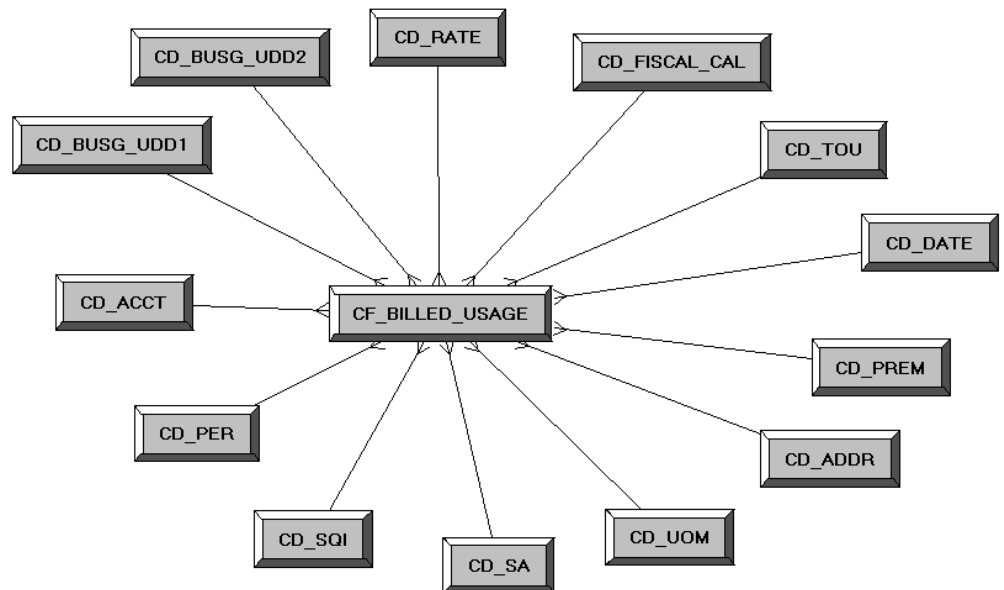 CD_RATE
CD_BUSG_UDD2
CD_FISCAL_CAL
CD_BUSG_UDD1
CD_TOU
CD_DATE
CD_ACCT
CF_BILLED_USAGE
CD_PREM
CD_PER
CD_ADDR
CD_SQI
CD_UOM
CD_SA